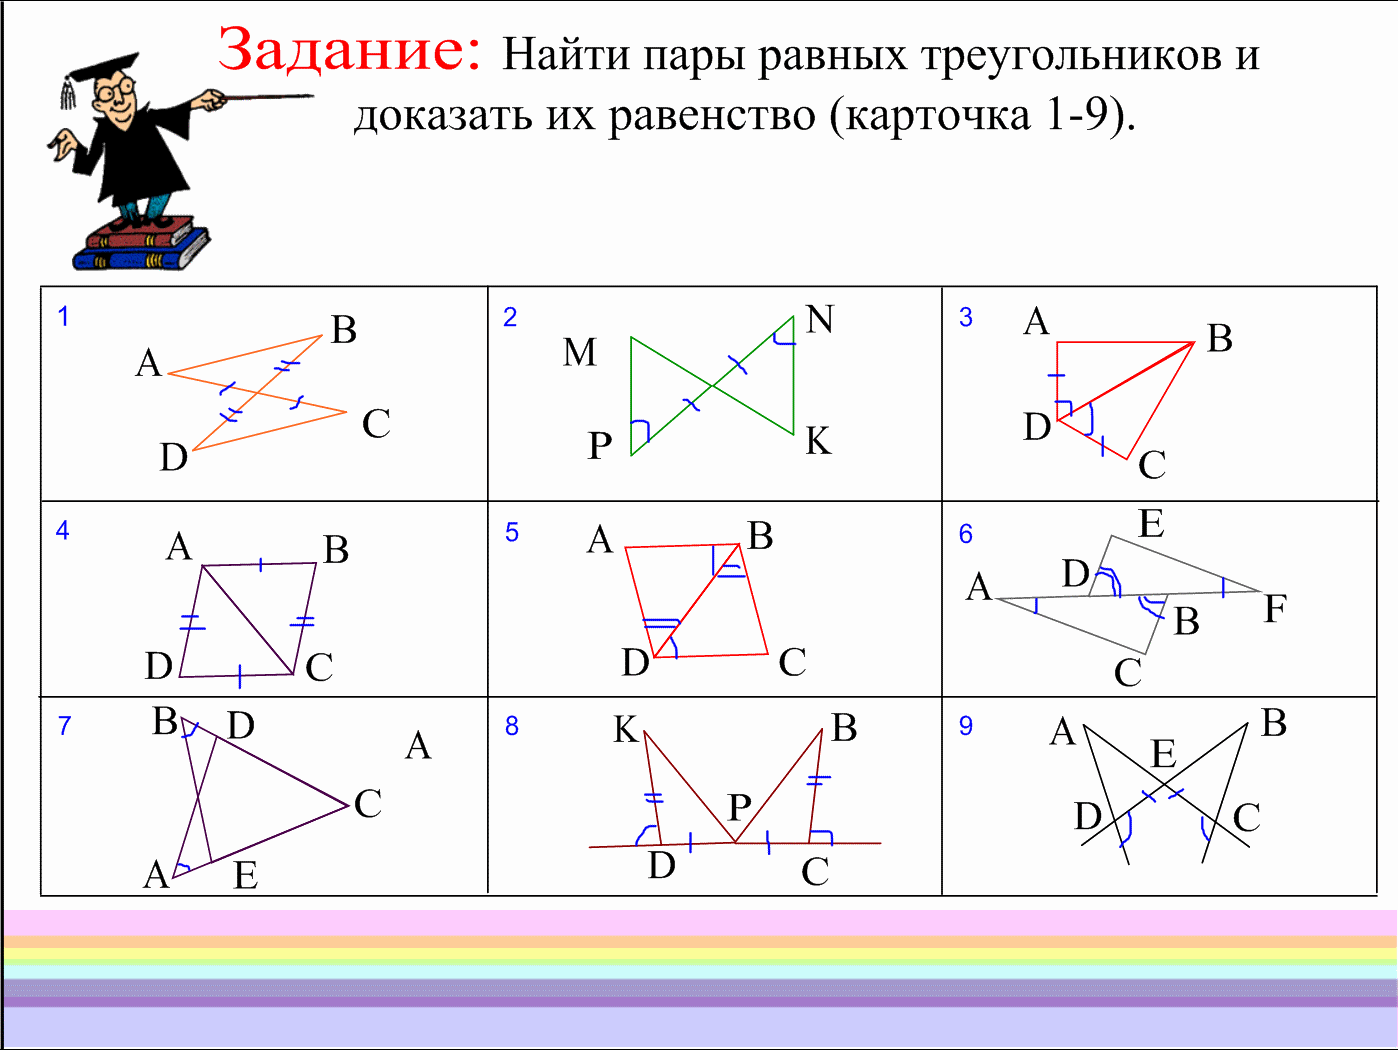 Задание: Найти пары равных треугольников и
доказать их равенство (карточка 1-9).
1
A
B
C
D
2
M
N
P
K
3
A
B
D
C
4
A
B
D
C
5
A
B
D
C
6
E
D
A
F
B
C
7
B
D
A
C
A
E
8
K
B
P
D
C
9
A
B
E
D
C